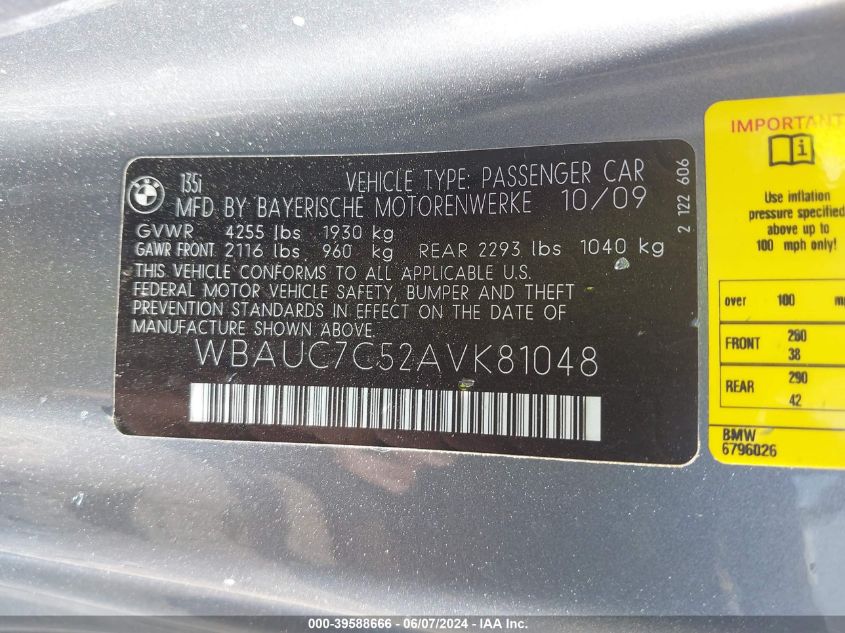 BMW
135i VEHICLE TYPE: PASSENGER CAR
MFD BY BAYERISCHE MOTORENWERKE 10/09
GVWR 4255 lbs 1930 kg
GAWR FRONT 2116 lbs 960 kg REAR 2293 lbs 1040 kg
THIS VEHICLE CONFORMS TO ALL APPLICABLE U.S.
FEDERAL MOTOR VEHICLE SAFETY, BUMPER AND THEFT
PREVENTION STANDARDS IN EFFECT ON THE DATE OF
MANUFACTURE SHOWN ABOVE.
WBAUC7C52AVK81048
2 122 606
IMPORTANT
i
Use inflation
pressure specified
above up to
100 mph only!
over 100
FRONT 260
38
REAR 290
42
BMW
6796026
000-39588666 - 06/07/2024 - IAAI.COM